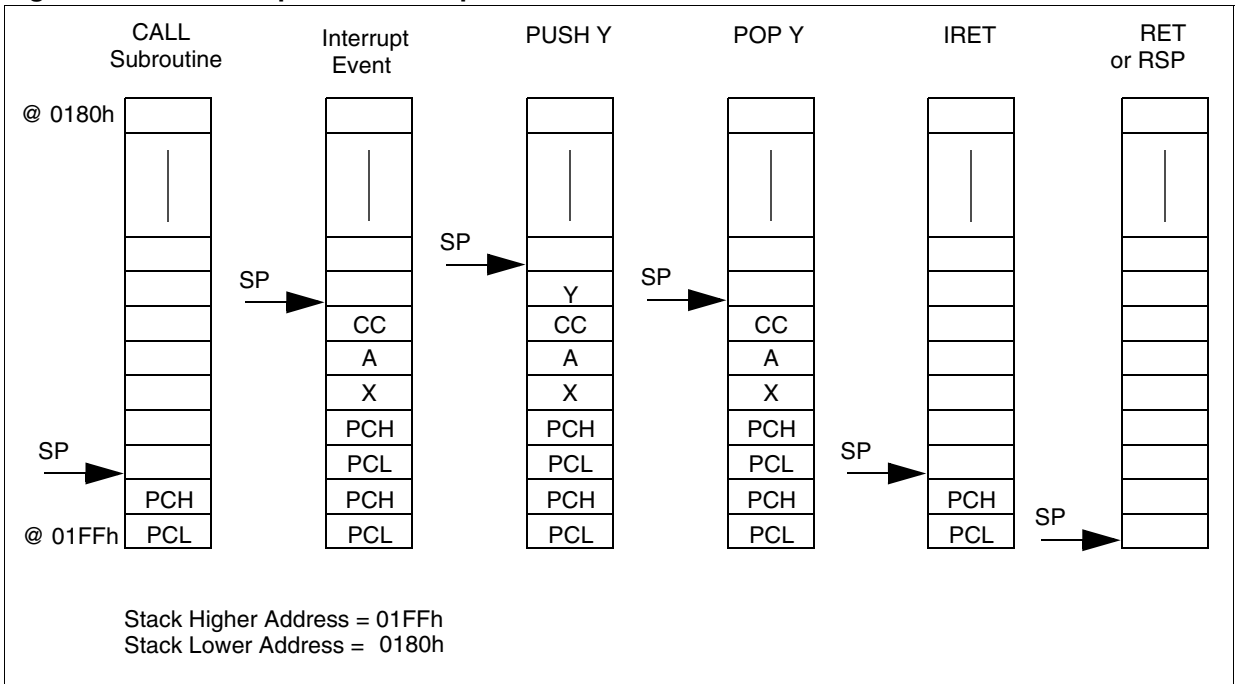 CALL
Subroutine
Interrupt
Event
PUSH Y
POP Y
IRET
RET
or RSP
@ 0180h
SP
SP
SP
SP
Y
CC
CC
CC
A
A
A
X
X
X
PCH
PCH
PCH
SP
SP
PCL
PCL
PCL
PCH
PCH
PCH
PCH
PCH
SP
@ 01FFh
PCL
PCL
PCL
PCL
PCL
Stack Higher Address = 01FFh
Stack Lower Address = 0180h